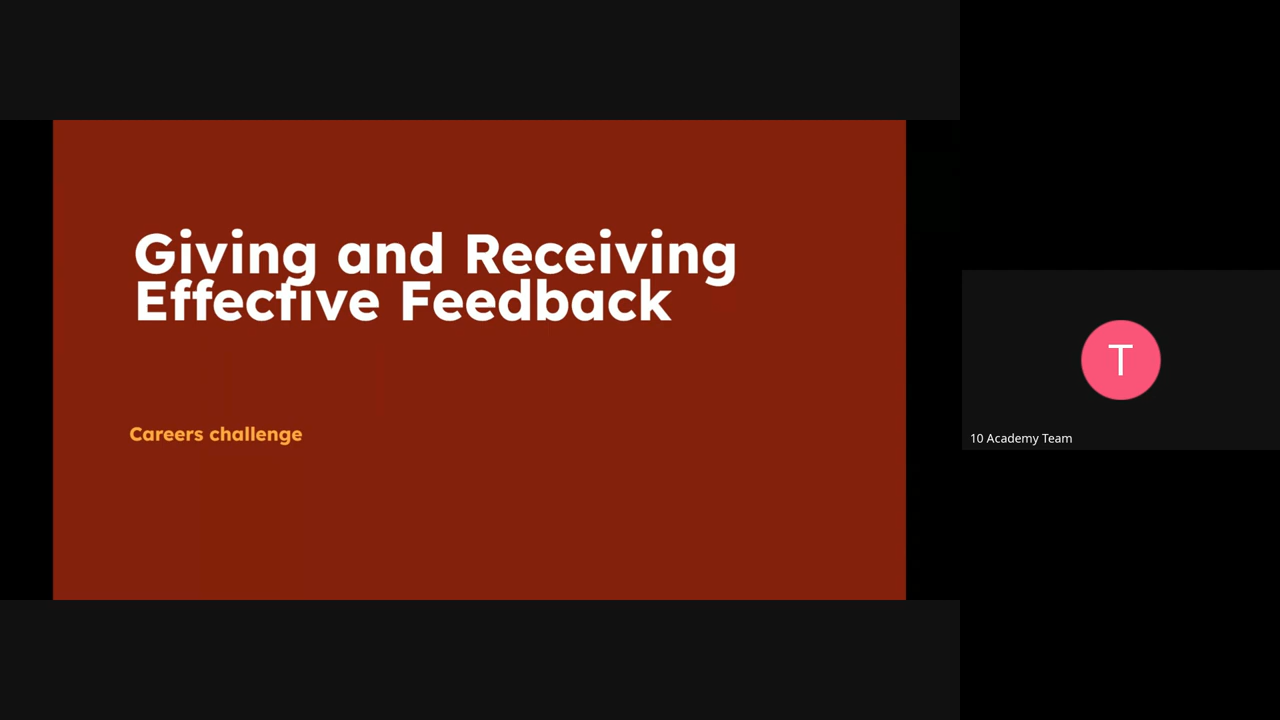 Giving and Receiving
Effective Feedback
Careers challenge
T
10 Academy Team